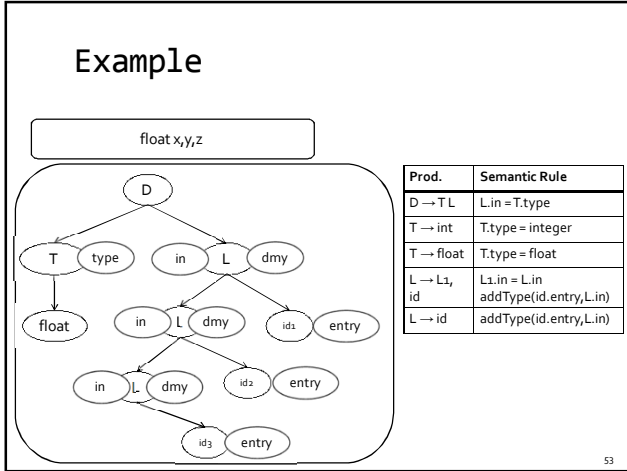 Example
float x,y,z
D
T type in L dmy
float in L dmy id1 entry
in L dmy id2 entry
id3 entry
Prod. Semantic Rule
D → T L L.in = T.type
T → int T.type = integer
T → float T.type = float
L → L1, L1.in = L.in
id addType(id.entry,L.in)
L → id addType(id.entry,L.in)
53